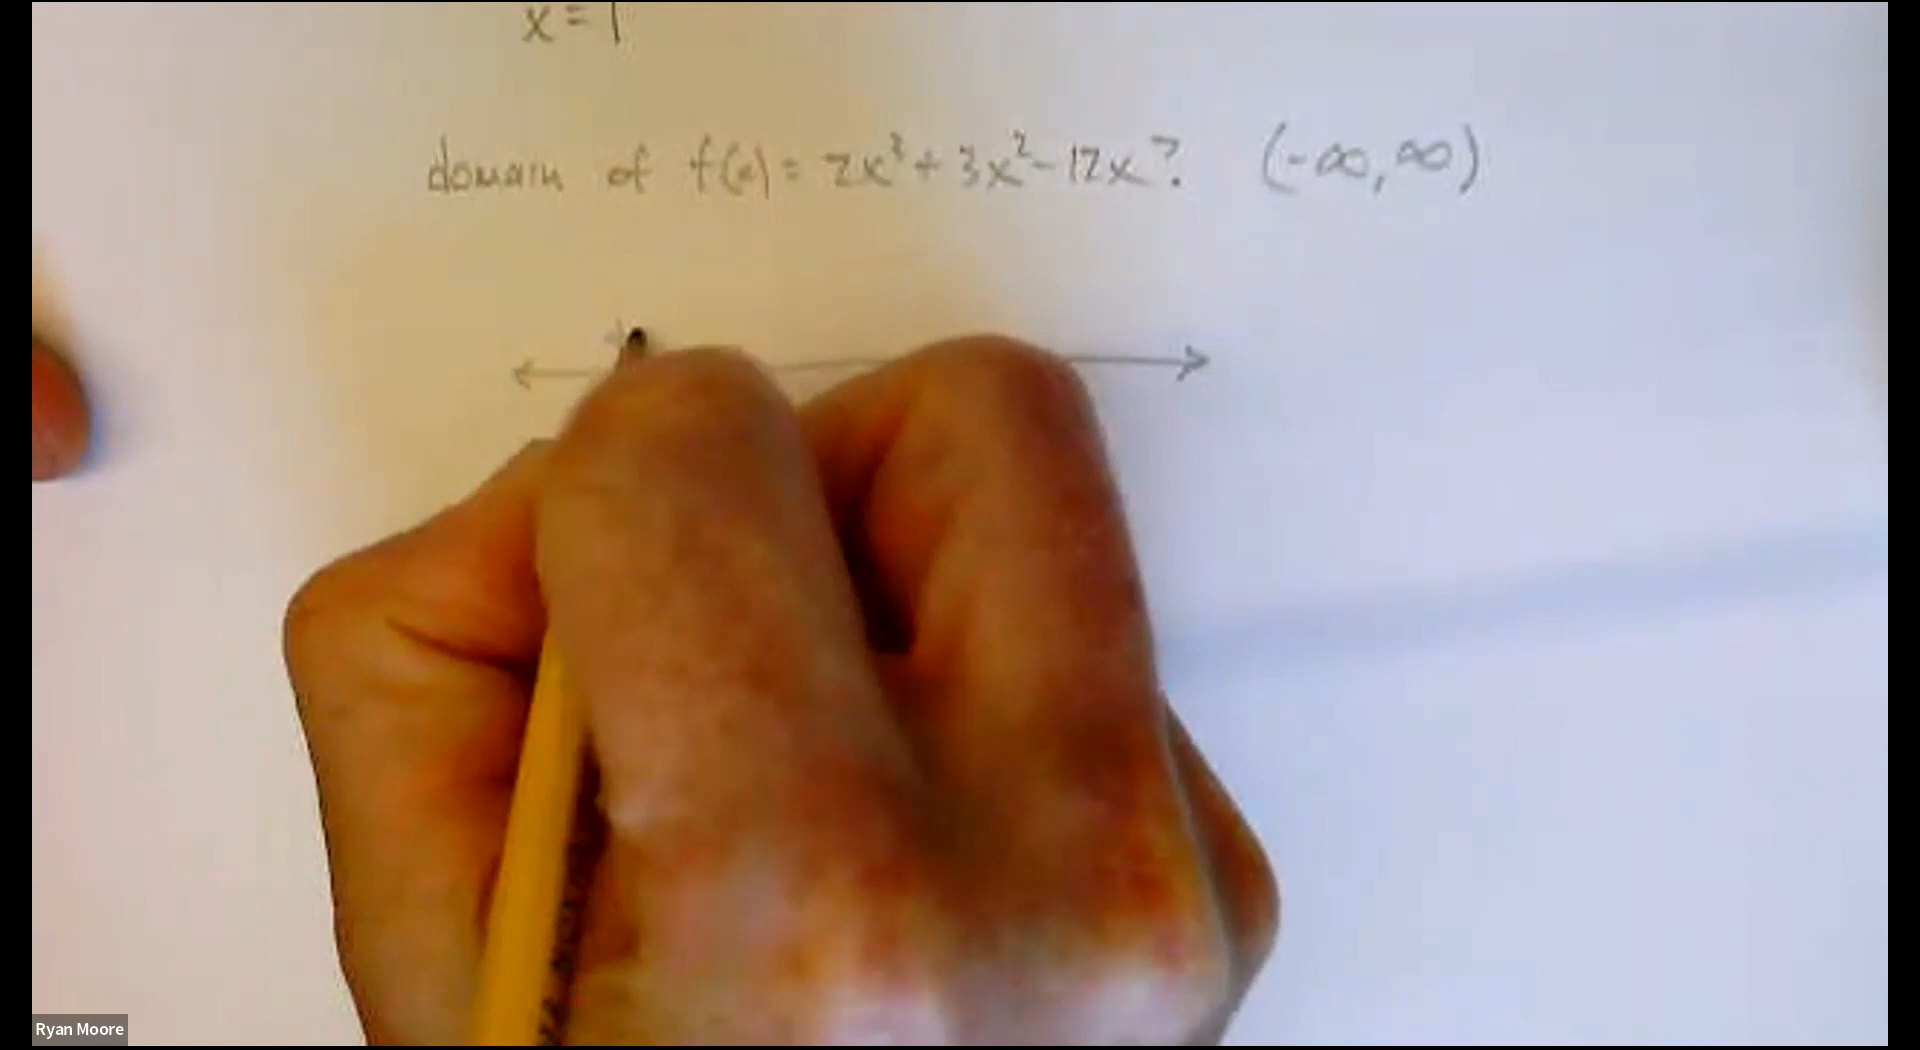 x = 1
domain of f(x) = 2x³ + 3x² - 12x? (-∞, ∞)
Ryan Moore